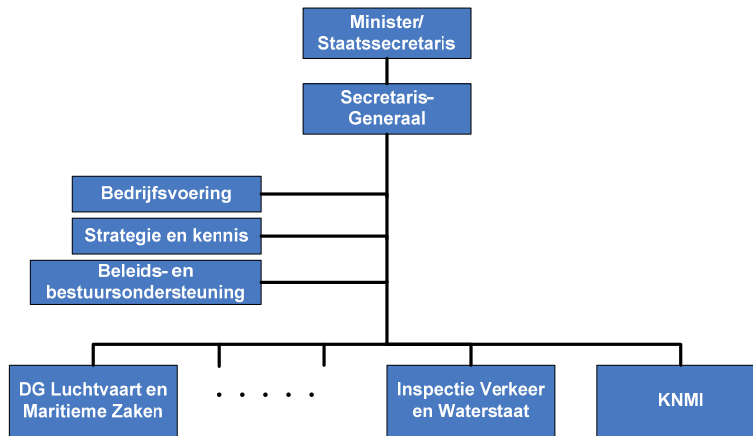 Minister/
Staatssecretaris
Secretaris-
Generaal
Bedrijfsvoering
Strategie en kennis
Beleids- en
bestuursondersteuning
DG Luchtvaart en
Maritieme Zaken
. . . . .
Inspectie Verkeer
en Waterstaat
KNMI